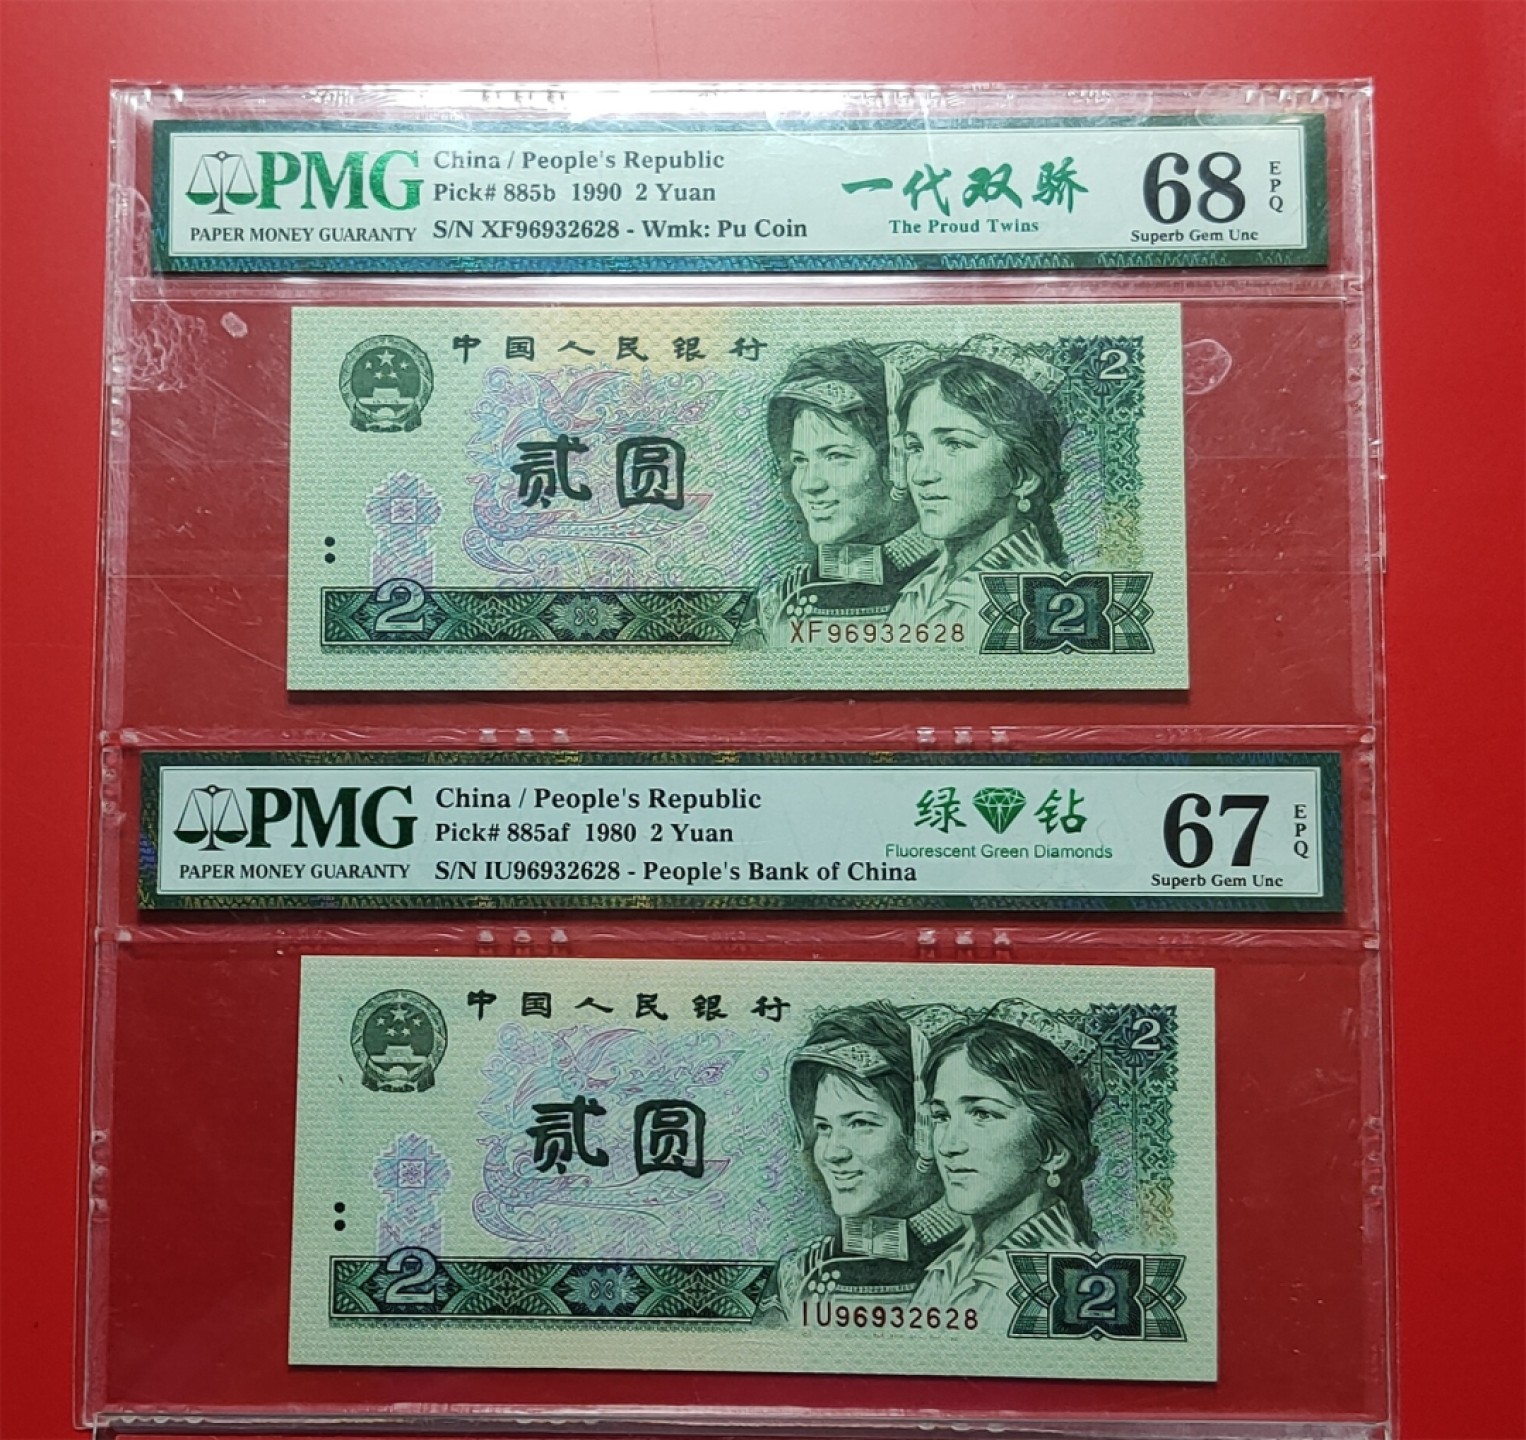 PMG
PAPER MONEY GUARANTY
China / People's Republic
Pick# 885b 1990 2 Yuan
S/N XF96932628 - Wmk: Pu Coin
一代双骄
The Proud Twins
68
EPQ
Superb Gem Unc
中国人民银行
2
贰圆
2
XF96932628
2
PMG
PAPER MONEY GUARANTY
China / People's Republic
Pick# 885af 1980 2 Yuan
S/N IU96932628 - People's Bank of China
绿钻
Fluorescent Green Diamonds
67
EPQ
Superb Gem Unc
中国人民银行
2
贰圆
2
IU96932628
2